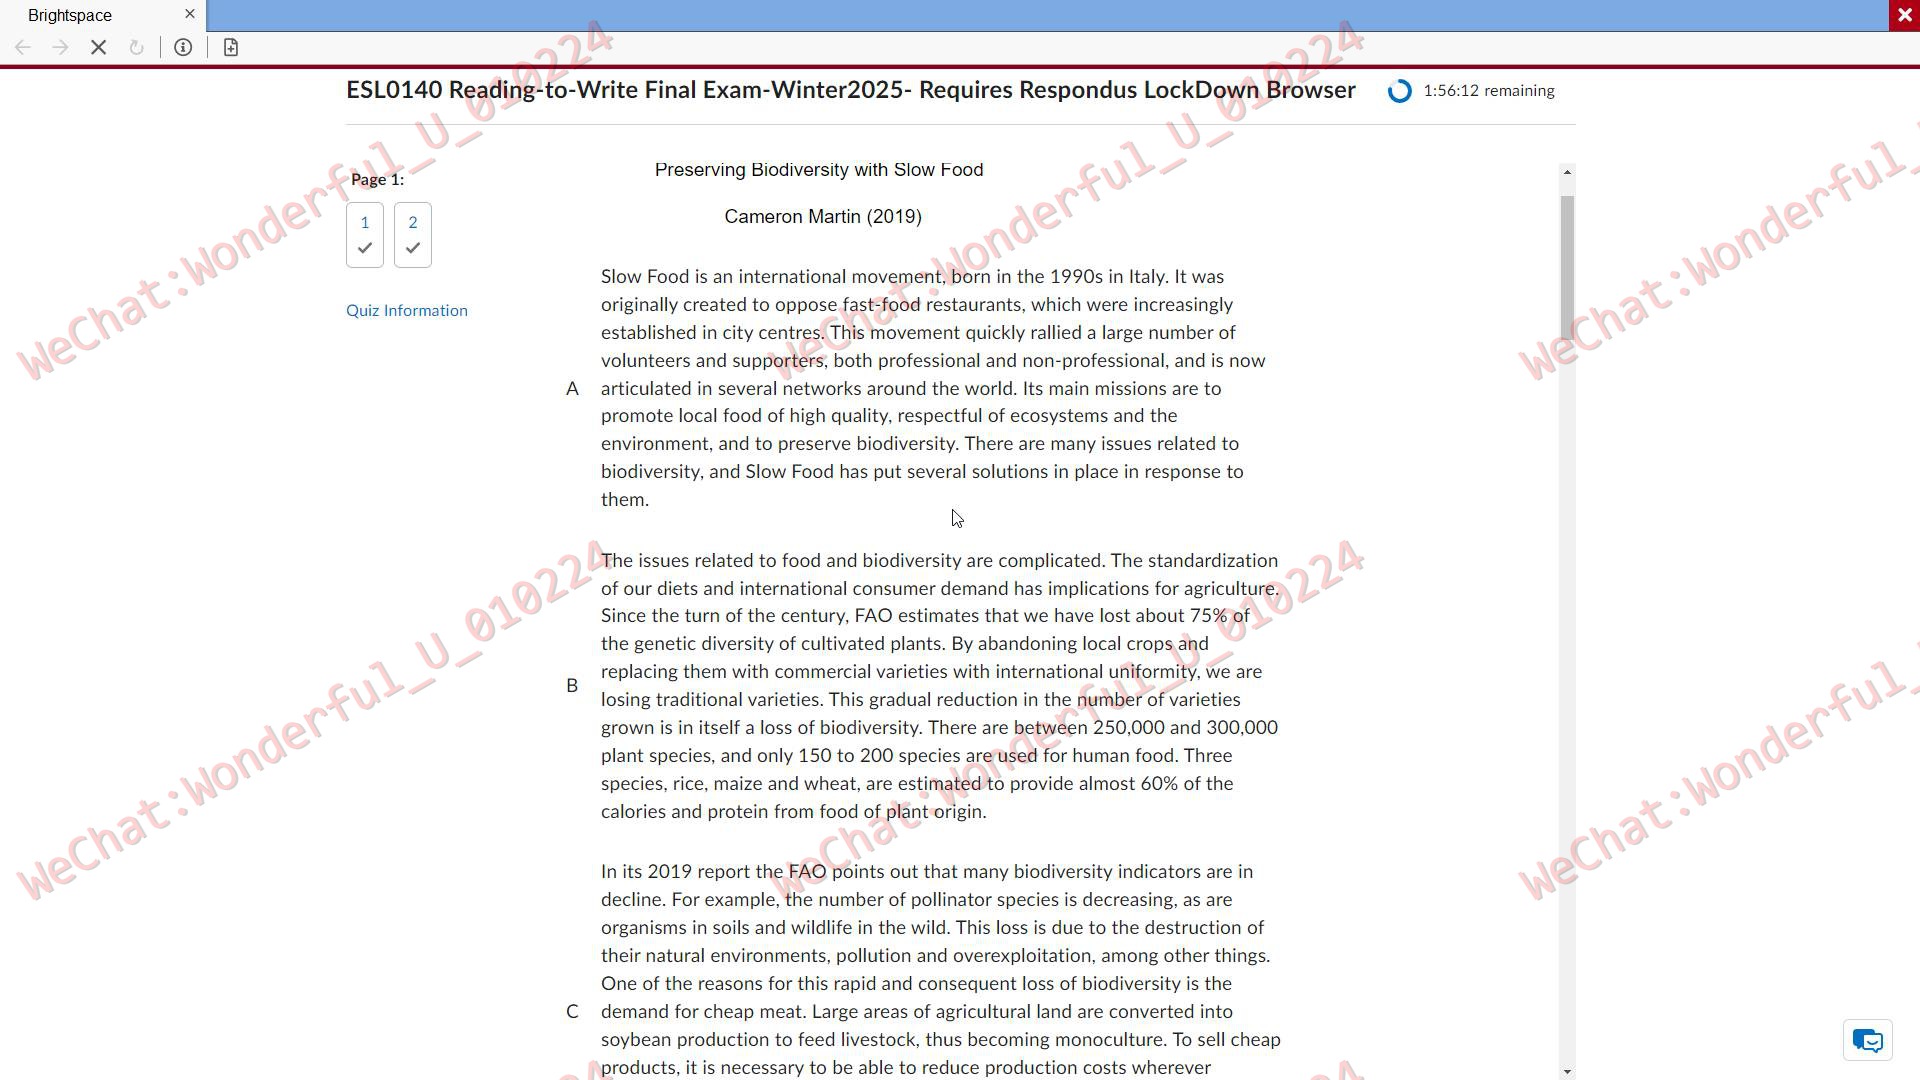 Brightspace
ESL0140 Reading-to-Write Final Exam-Winter2025- Requires Respondus LockDown Browser
1:56:12 remaining
Page 1:
1
2
Quiz Information
Preserving Biodiversity with Slow Food
Cameron Martin (2019)
A
Slow Food is an international movement, born in the 1990s in Italy. It was
originally created to oppose fast-food restaurants, which were increasingly
established in city centres. This movement quickly rallied a large number of
volunteers and supporters, both professional and non-professional, and is now
articulated in several networks around the world. Its main missions are to
promote local food of high quality, respectful of ecosystems and the
environment, and to preserve biodiversity. There are many issues related to
biodiversity, and Slow Food has put several solutions in place in response to
them.
B
The issues related to food and biodiversity are complicated. The standardization
of our diets and international consumer demand has implications for agriculture.
Since the turn of the century, FAO estimates that we have lost about 75% of
the genetic diversity of cultivated plants. By abandoning local crops and
replacing them with commercial varieties with international uniformity, we are
losing traditional varieties. This gradual reduction in the number of varieties
grown is in itself a loss of biodiversity. There are between 250,000 and 300,000
plant species, and only 150 to 200 species are used for human food. Three
species, rice, maize and wheat, are estimated to provide almost 60% of the
calories and protein from food of plant origin.
C
In its 2019 report the FAO points out that many biodiversity indicators are in
decline. For example, the number of pollinator species is decreasing, as are
organisms in soils and wildlife in the wild. This loss is due to the destruction of
their natural environments, pollution and overexploitation, among other things.
One of the reasons for this rapid and consequent loss of biodiversity is the
demand for cheap meat. Large areas of agricultural land are converted into
soybean production to feed livestock, thus becoming monoculture. To sell cheap
products, it is necessary to be able to reduce production costs wherever
WeChat:Wonderful_U_010224
WeChat:Wonderful_U_010224
WeChat:Wonderful_
WeChat:Wonderful_U_010224
WeChat:Wonderful_U_010224
WeChat:Wonderful_